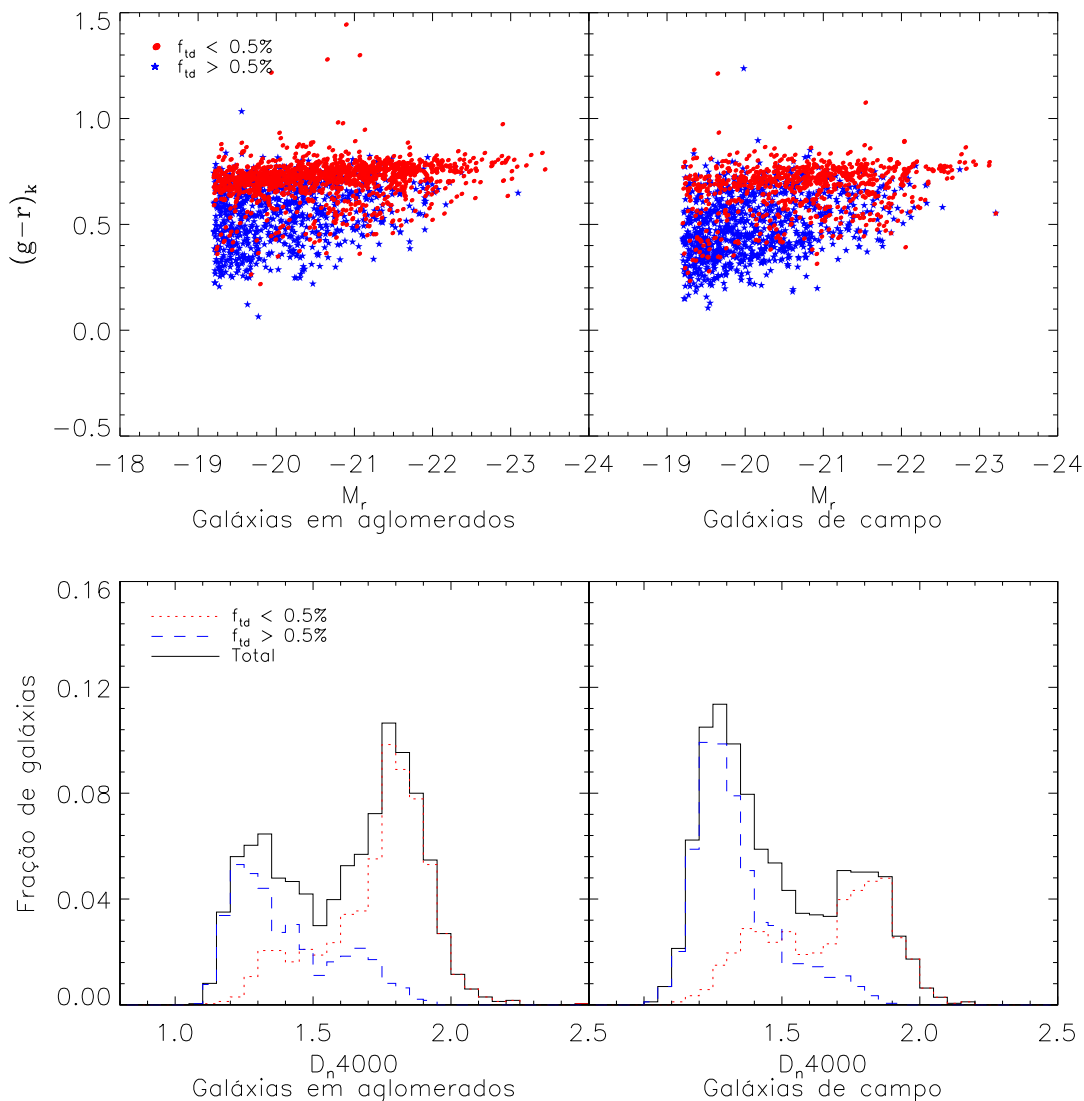 1.5
1.0
0.5
0.0
−0.5
(g−r)k
f_td < 0.5%
f_td > 0.5%
−18 −19 −20 −21 −22 −23 −24 −19 −20 −21 −22 −23 −24
M_r M_r
Galáxias em aglomerados Galáxias de campo
0.16
0.12
0.08
0.04
0.00
Fração de galáxias
f_td < 0.5%
f_td > 0.5%
Total
1.0 1.5 2.0 2.5 1.5 2.0 2.5
D_n4000 D_n4000
Galáxias em aglomerados Galáxias de campo